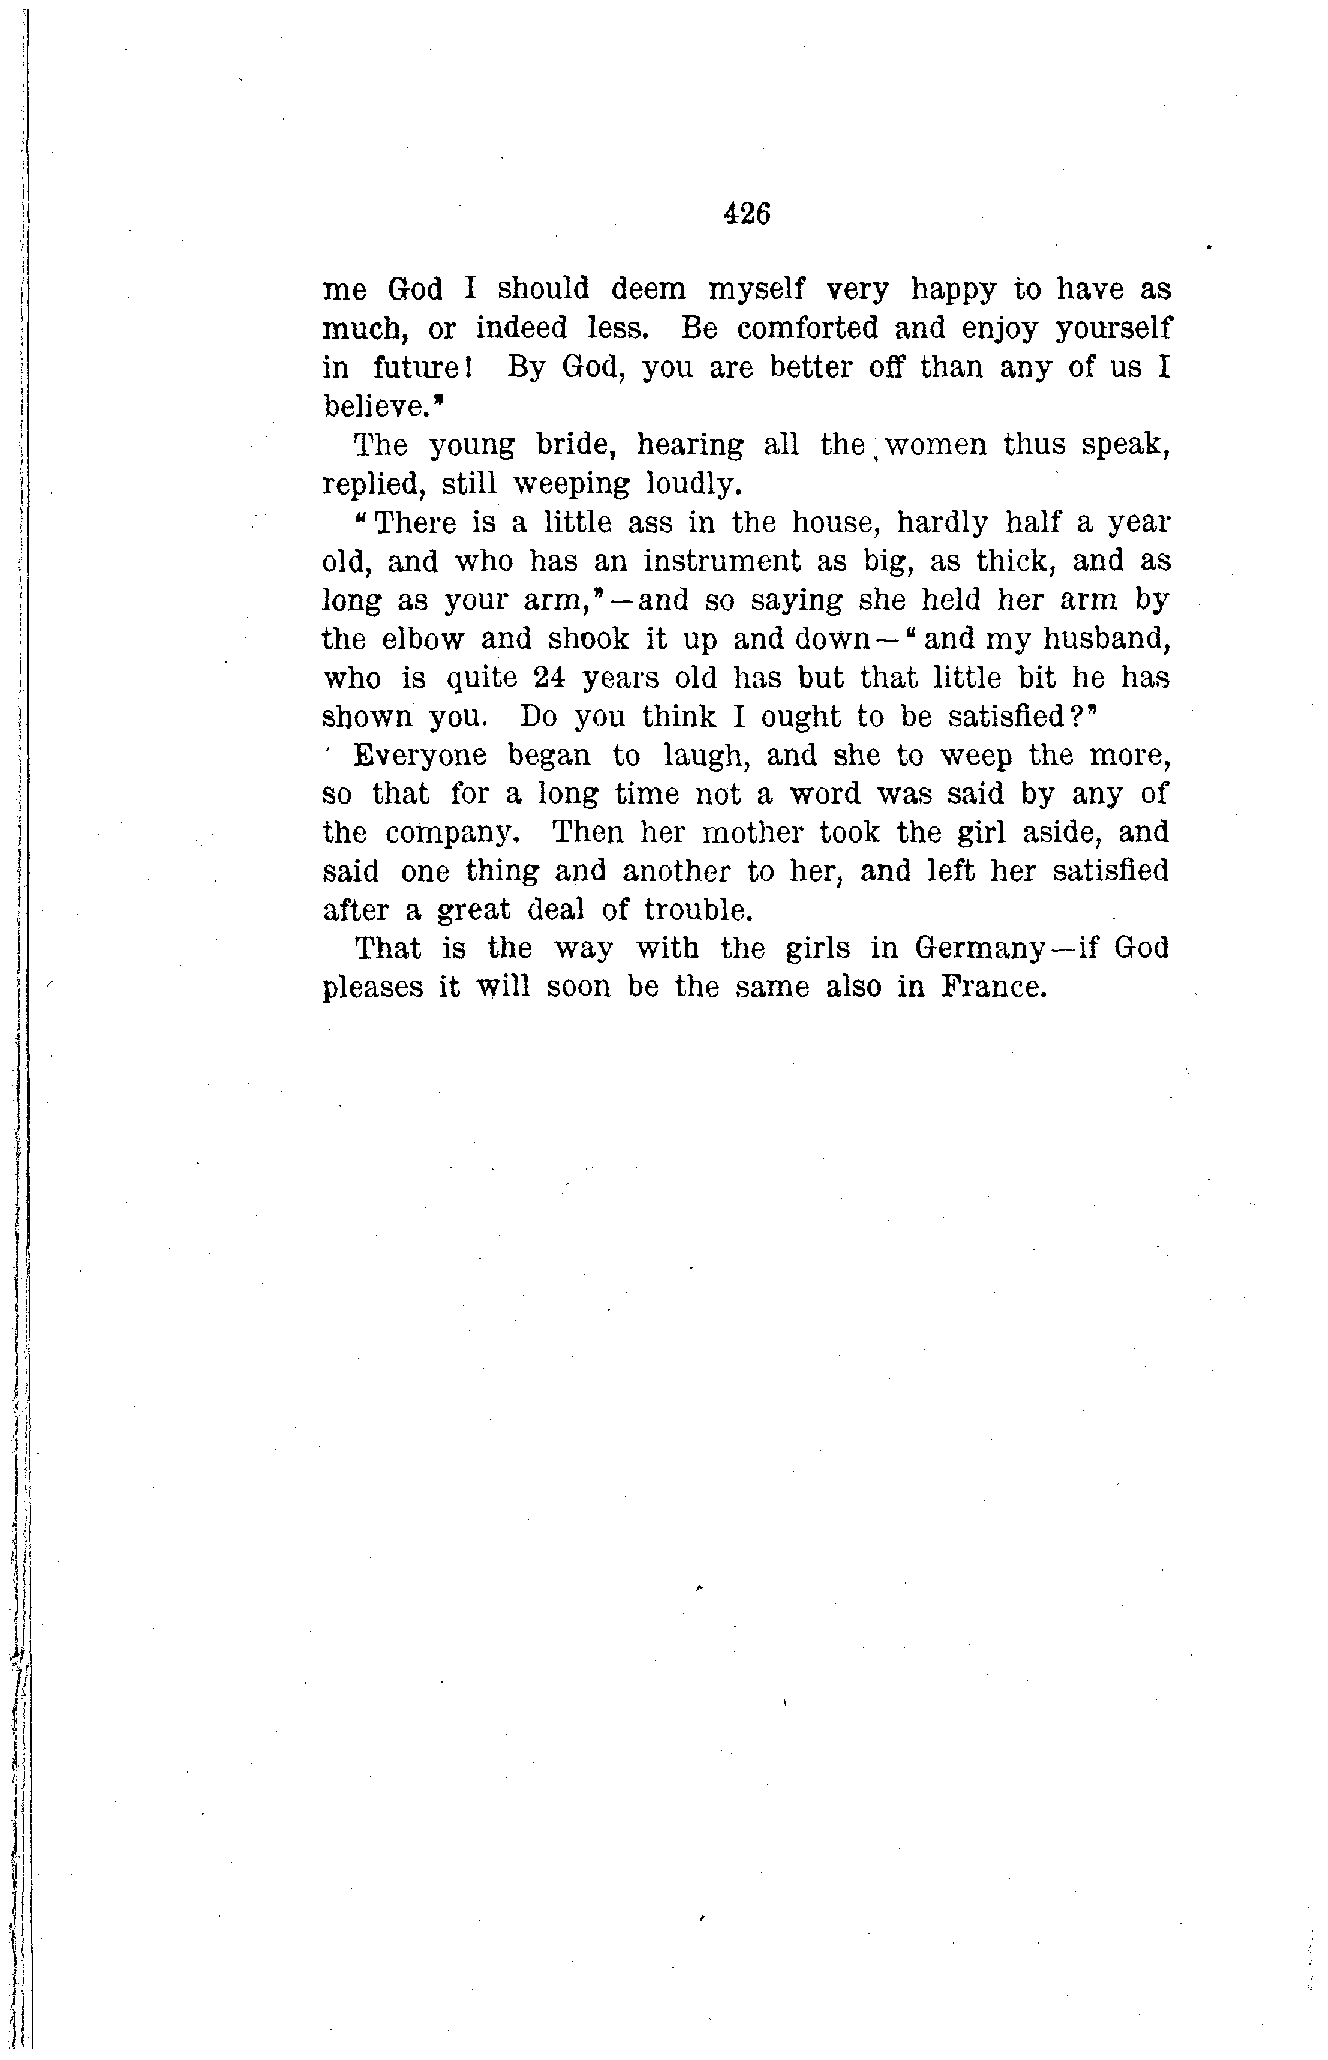 426
me God I should deem myself very happy to have as
much, or indeed less. Be comforted and enjoy yourself
in future! By God, you are better off than any of us I
believe."
The young bride, hearing all the women thus speak,
replied, still weeping loudly.
"There is a little ass in the house, hardly half a year
old, and who has an instrument as big, as thick, and as
long as your arm,"—and so saying she held her arm by
the elbow and shook it up and down—"and my husband,
who is quite 24 years old has but that little bit he has
shown you. Do you think I ought to be satisfied?"
Everyone began to laugh, and she to weep the more,
so that for a long time not a word was said by any of
the company. Then her mother took the girl aside, and
said one thing and another to her, and left her satisfied
after a great deal of trouble.
That is the way with the girls in Germany—if God
pleases it will soon be the same also in France.